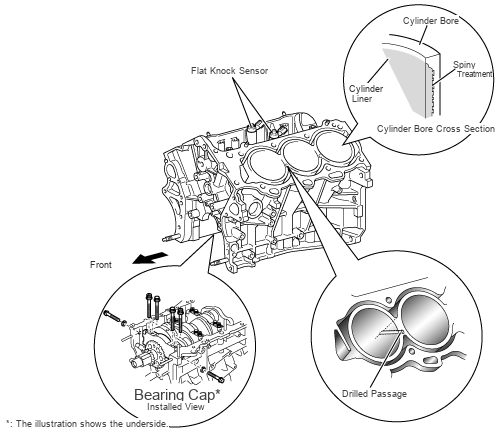 Cylinder Bore
Flat Knock Sensor
Spiny
Treatment
Cylinder
Liner
Cylinder Bore Cross Section
Front
Drilled Passage
Bearing Cap*
Installed View
*: The illustration shows the underside.